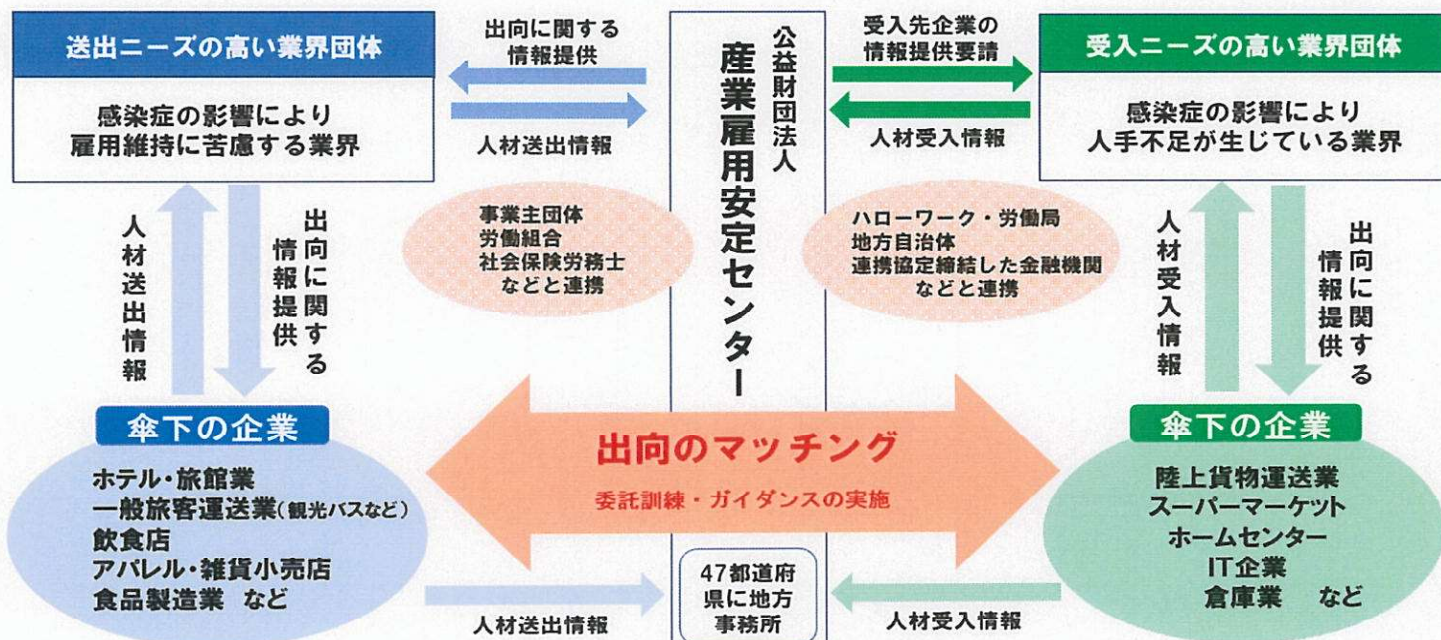 送出ニーズの高い業界団体
感染症の影響により
雇用維持に苦慮する業界
出向に関する
情報提供
人材送出情報
公益財団法人
産業雇用安定センター
受入先企業の
情報提供要請
人材受入情報
受入ニーズの高い業界団体
感染症の影響により
人手不足が生じている業界
人材送出情報
出向に関する
情報提供
事業主団体
労働組合
社会保険労務士
などと連携
ハローワーク・労働局
地方自治体
連携協定締結した金融機関
などと連携
人材受入情報
出向に関する
情報提供
出向のマッチング
委託訓練・ガイダンスの実施
傘下の企業
ホテル・旅館業
一般旅客運送業(観光バスなど)
飲食店
アパレル・雑貨小売店
食品製造業 など
傘下の企業
陸上貨物運送業
スーパーマーケット
ホームセンター
IT企業
倉庫業 など
人材送出情報
47都道府
県に地方
事務所
人材受入情報